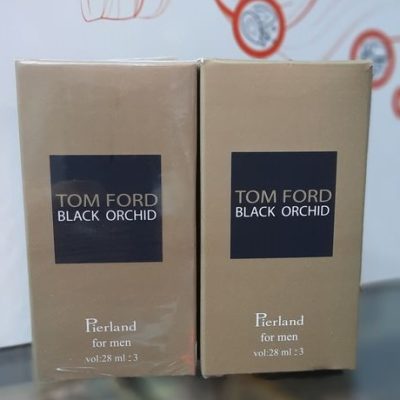 TOM FORD
BLACK ORCHID
Pierland
for men
vol:28 ml ±3
TOM FORD
BLACK ORCHID
Pierland
for men
vol:28 ml ±3